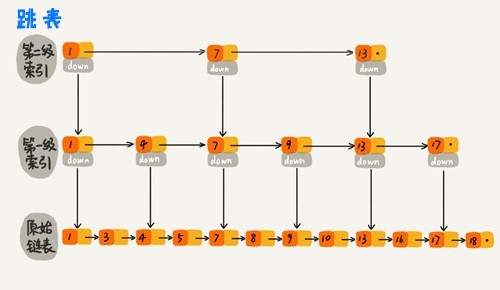 跳表
第二级
索引
1 7 13
down down down
第一级
索引
1 4 7 9 13 17
down down down down down down
原始
链表
1 3 4 5 7 8 9 10 13 16 17 18